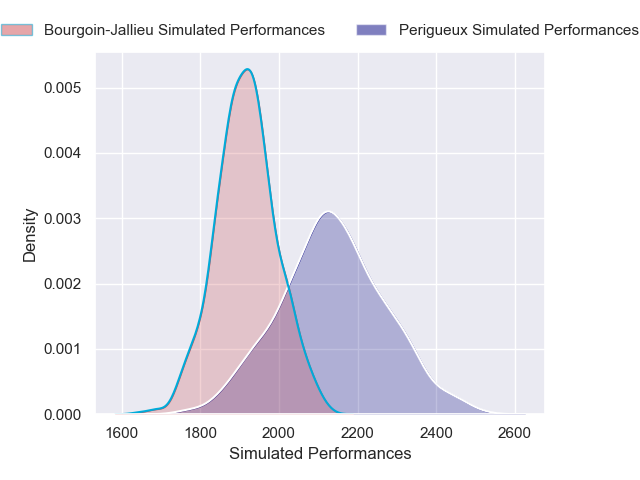 Bourgoin-Jallieu Simulated Performances
Perigueux Simulated Performances
0.005
0.004
0.003
0.002
0.001
0.000
Density
1600 1800 2000 2200 2400 2600
Simulated Performances